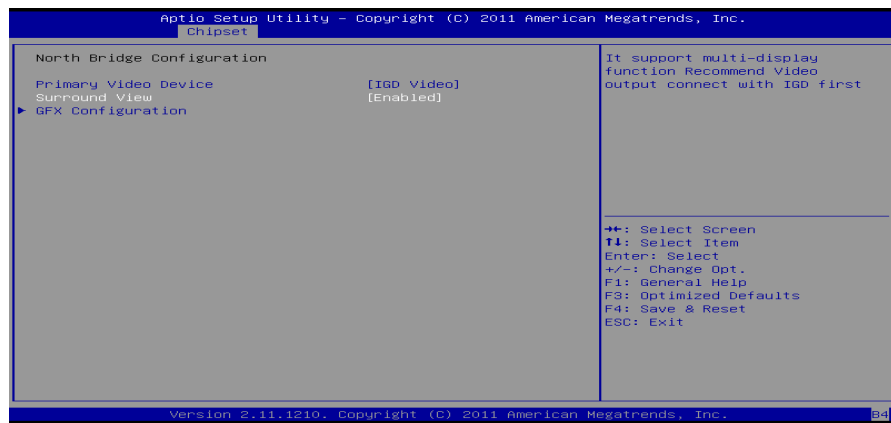 Aptio Setup Utility – Copyright (C) 2011 American Megatrends, Inc.
Chipset
North Bridge Configuration
Primary Video Device [IGD Video]
Surround View [Enabled]
► GFX Configuration
It support multi-display
function Recommend Video
output connect with IGD first
→←: Select Screen
↑↓: Select Item
Enter: Select
+/-: Change Opt.
F1: General Help
F3: Optimized Defaults
F4: Save & Reset
ESC: Exit
Version 2.11.1210. Copyright (C) 2011 American Megatrends, Inc.
B4